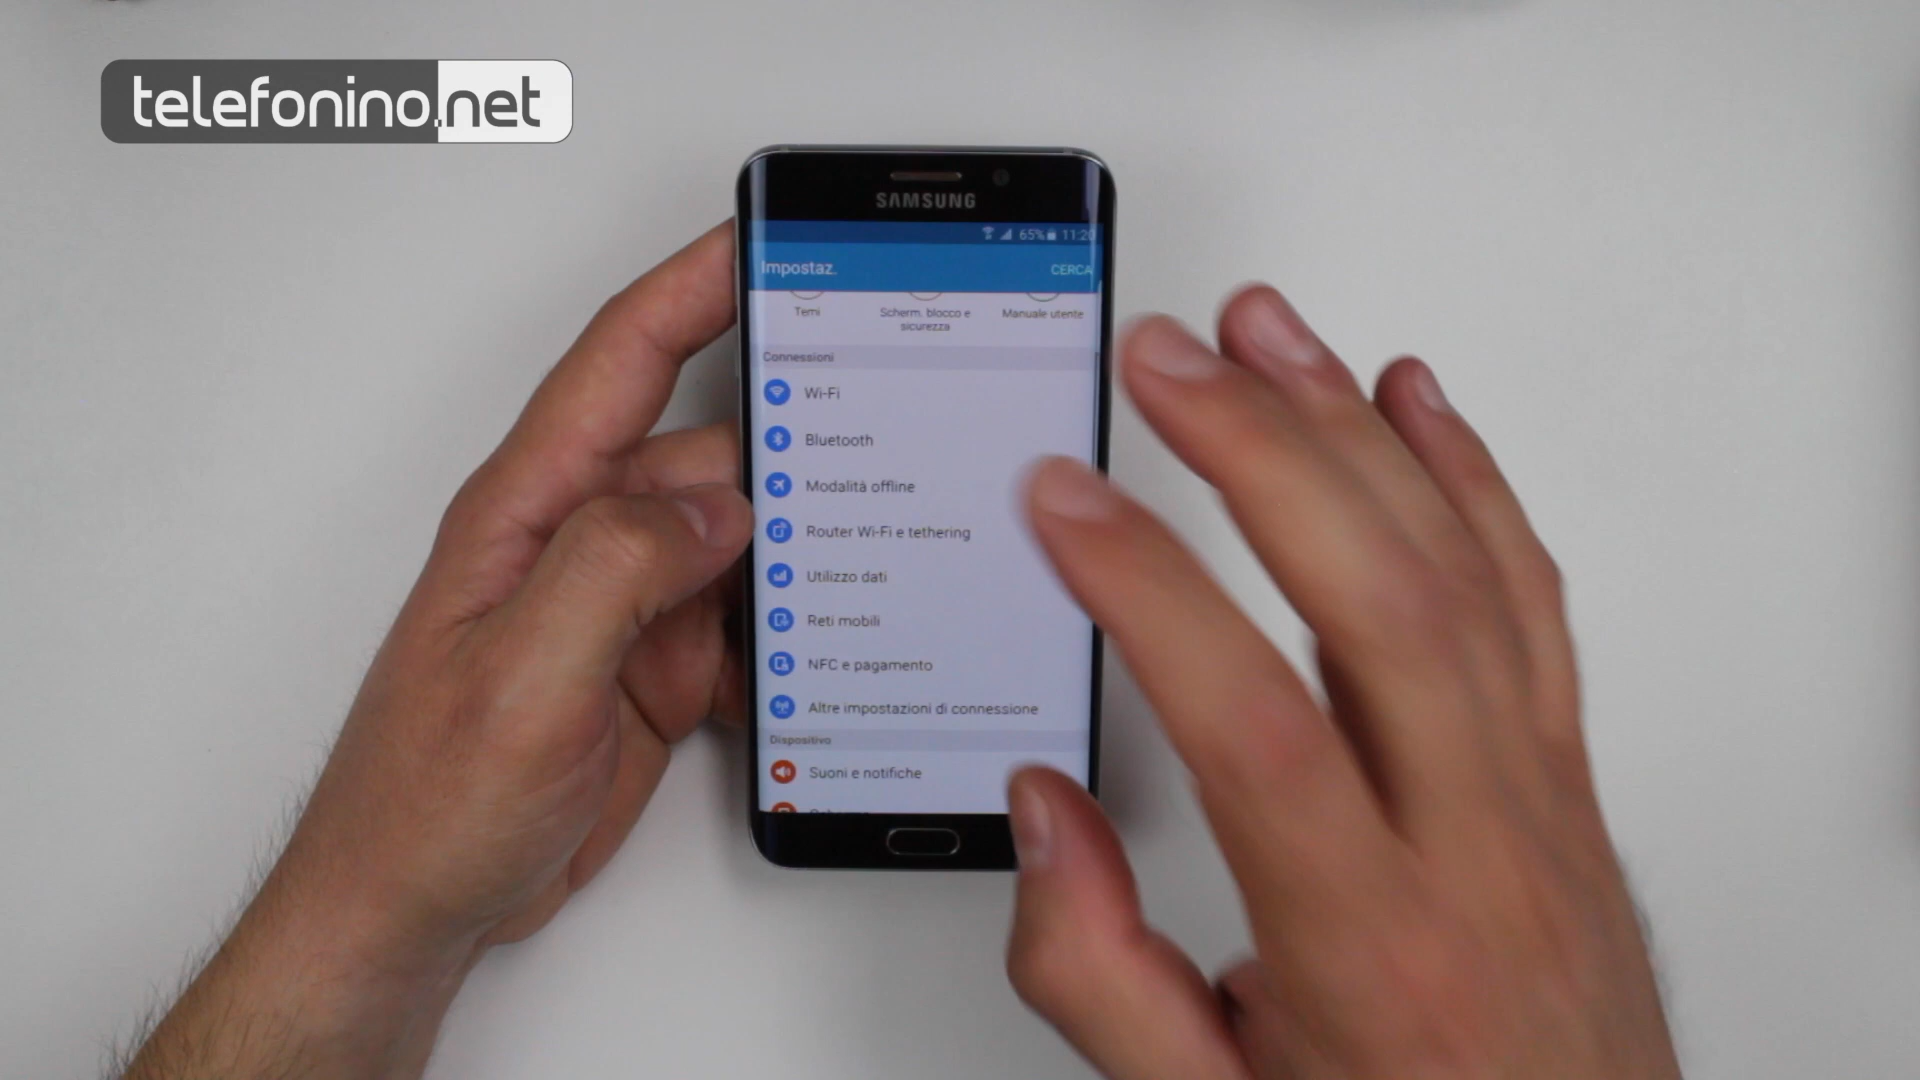 telefonino.net
SAMSUNG
65% 11:20
Impostaz.
CERCA
Temi
Scherm. blocco e
sicurezza
Manuale utente
Connessioni
Wi-Fi
Bluetooth
Modalità offline
Router Wi-Fi e tethering
Utilizzo dati
Reti mobili
NFC e pagamento
Altre impostazioni di connessione
Dispositivo
Suoni e notifiche